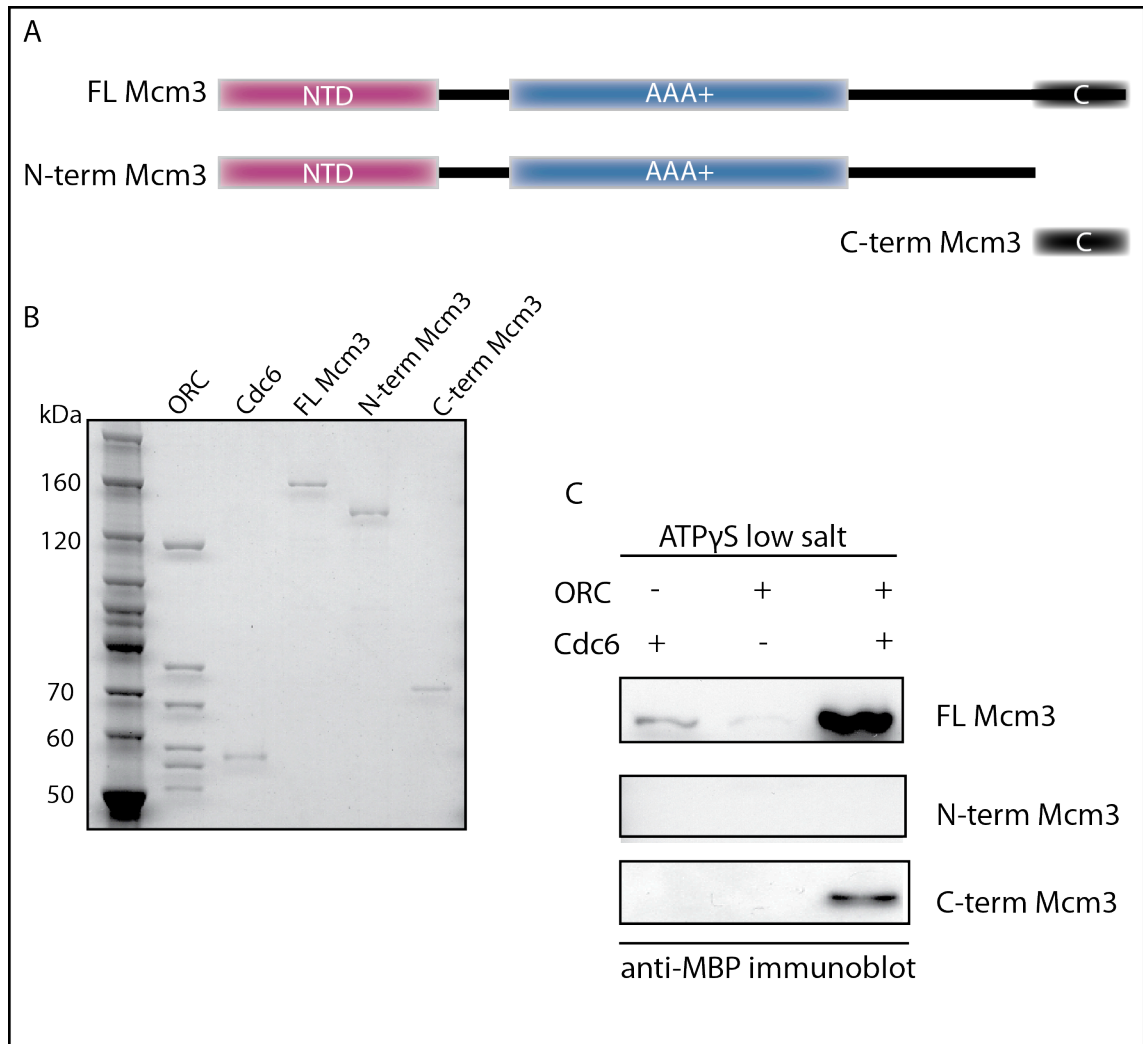 A
FL Mcm3 NTD AAA+ C
N-term Mcm3 NTD AAA+
C-term Mcm3 C
B
kDa ORC Cdc6 FL Mcm3 N-term Mcm3 C-term Mcm3
160
120
70
60
50
C
ATPγS low salt
ORC - + +
Cdc6 + - +
FL Mcm3
N-term Mcm3
C-term Mcm3
anti-MBP immunoblot